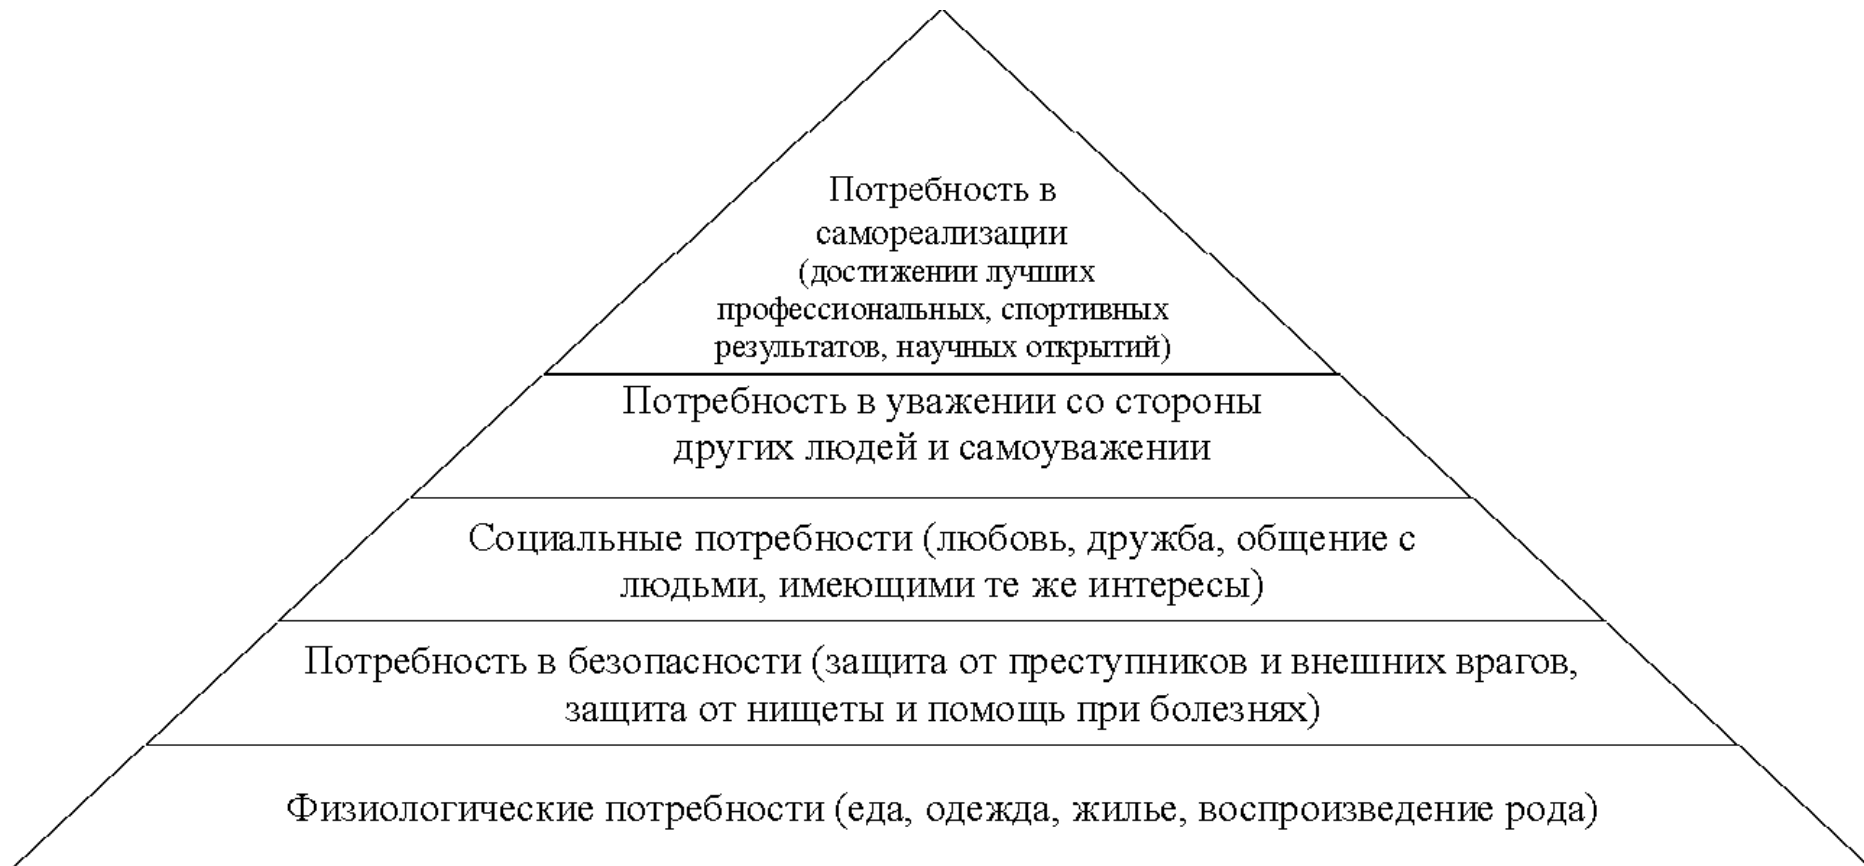 Потребность в
самореализации
(достижении лучших
профессиональных, спортивных
результатов, научных открытий)
Потребность в уважении со стороны
других людей и самоуважении
Социальные потребности (любовь, дружба, общение с
людьми, имеющими те же интересы)
Потребность в безопасности (защита от преступников и внешних врагов,
защита от нищеты и помощь при болезнях)
Физиологические потребности (еда, одежда, жилье, воспроизведение рода)